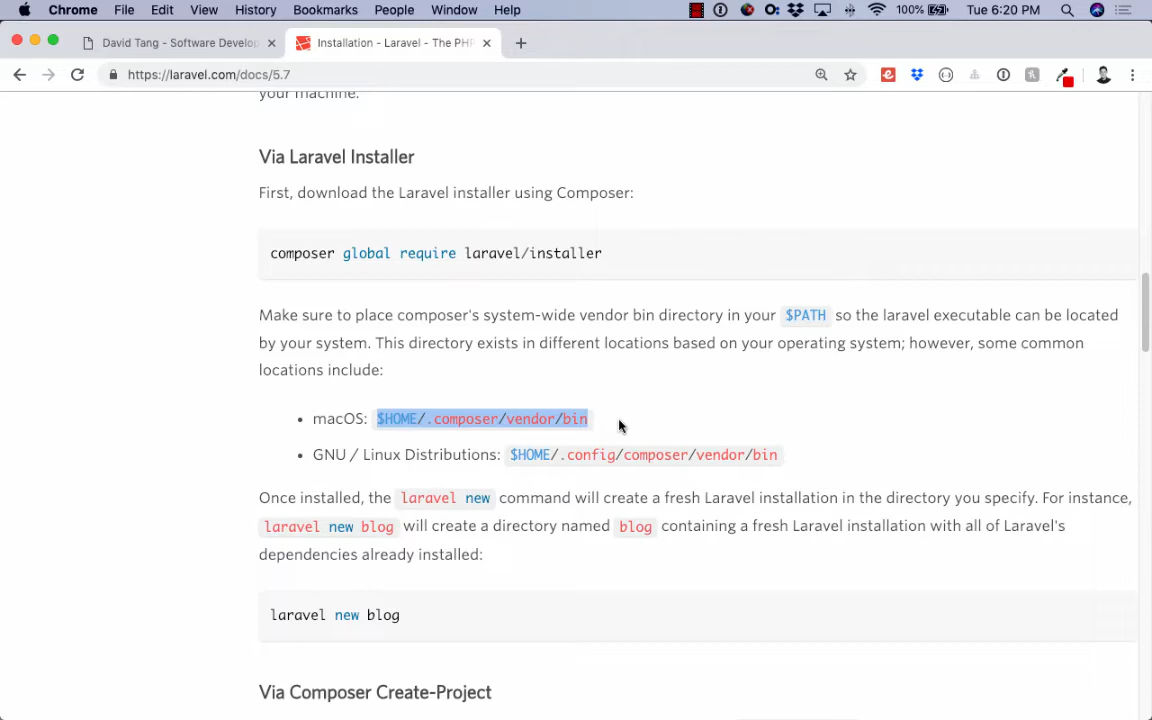 Chrome File Edit View History Bookmarks People Window Help 100% Tue 6:20 PM
David Tang - Software Develop
Installation - Laravel - The PHP
https://laravel.com/docs/5.7
your machine.
Via Laravel Installer
First, download the Laravel installer using Composer:
composer global require laravel/installer
Make sure to place composer's system-wide vendor bin directory in your $PATH so the laravel executable can be located
by your system. This directory exists in different locations based on your operating system; however, some common
locations include:
• macOS: $HOME/.composer/vendor/bin
• GNU / Linux Distributions: $HOME/.config/composer/vendor/bin
Once installed, the laravel new command will create a fresh Laravel installation in the directory you specify. For instance,
laravel new blog will create a directory named blog containing a fresh Laravel installation with all of Laravel's
dependencies already installed:
laravel new blog
Via Composer Create-Project